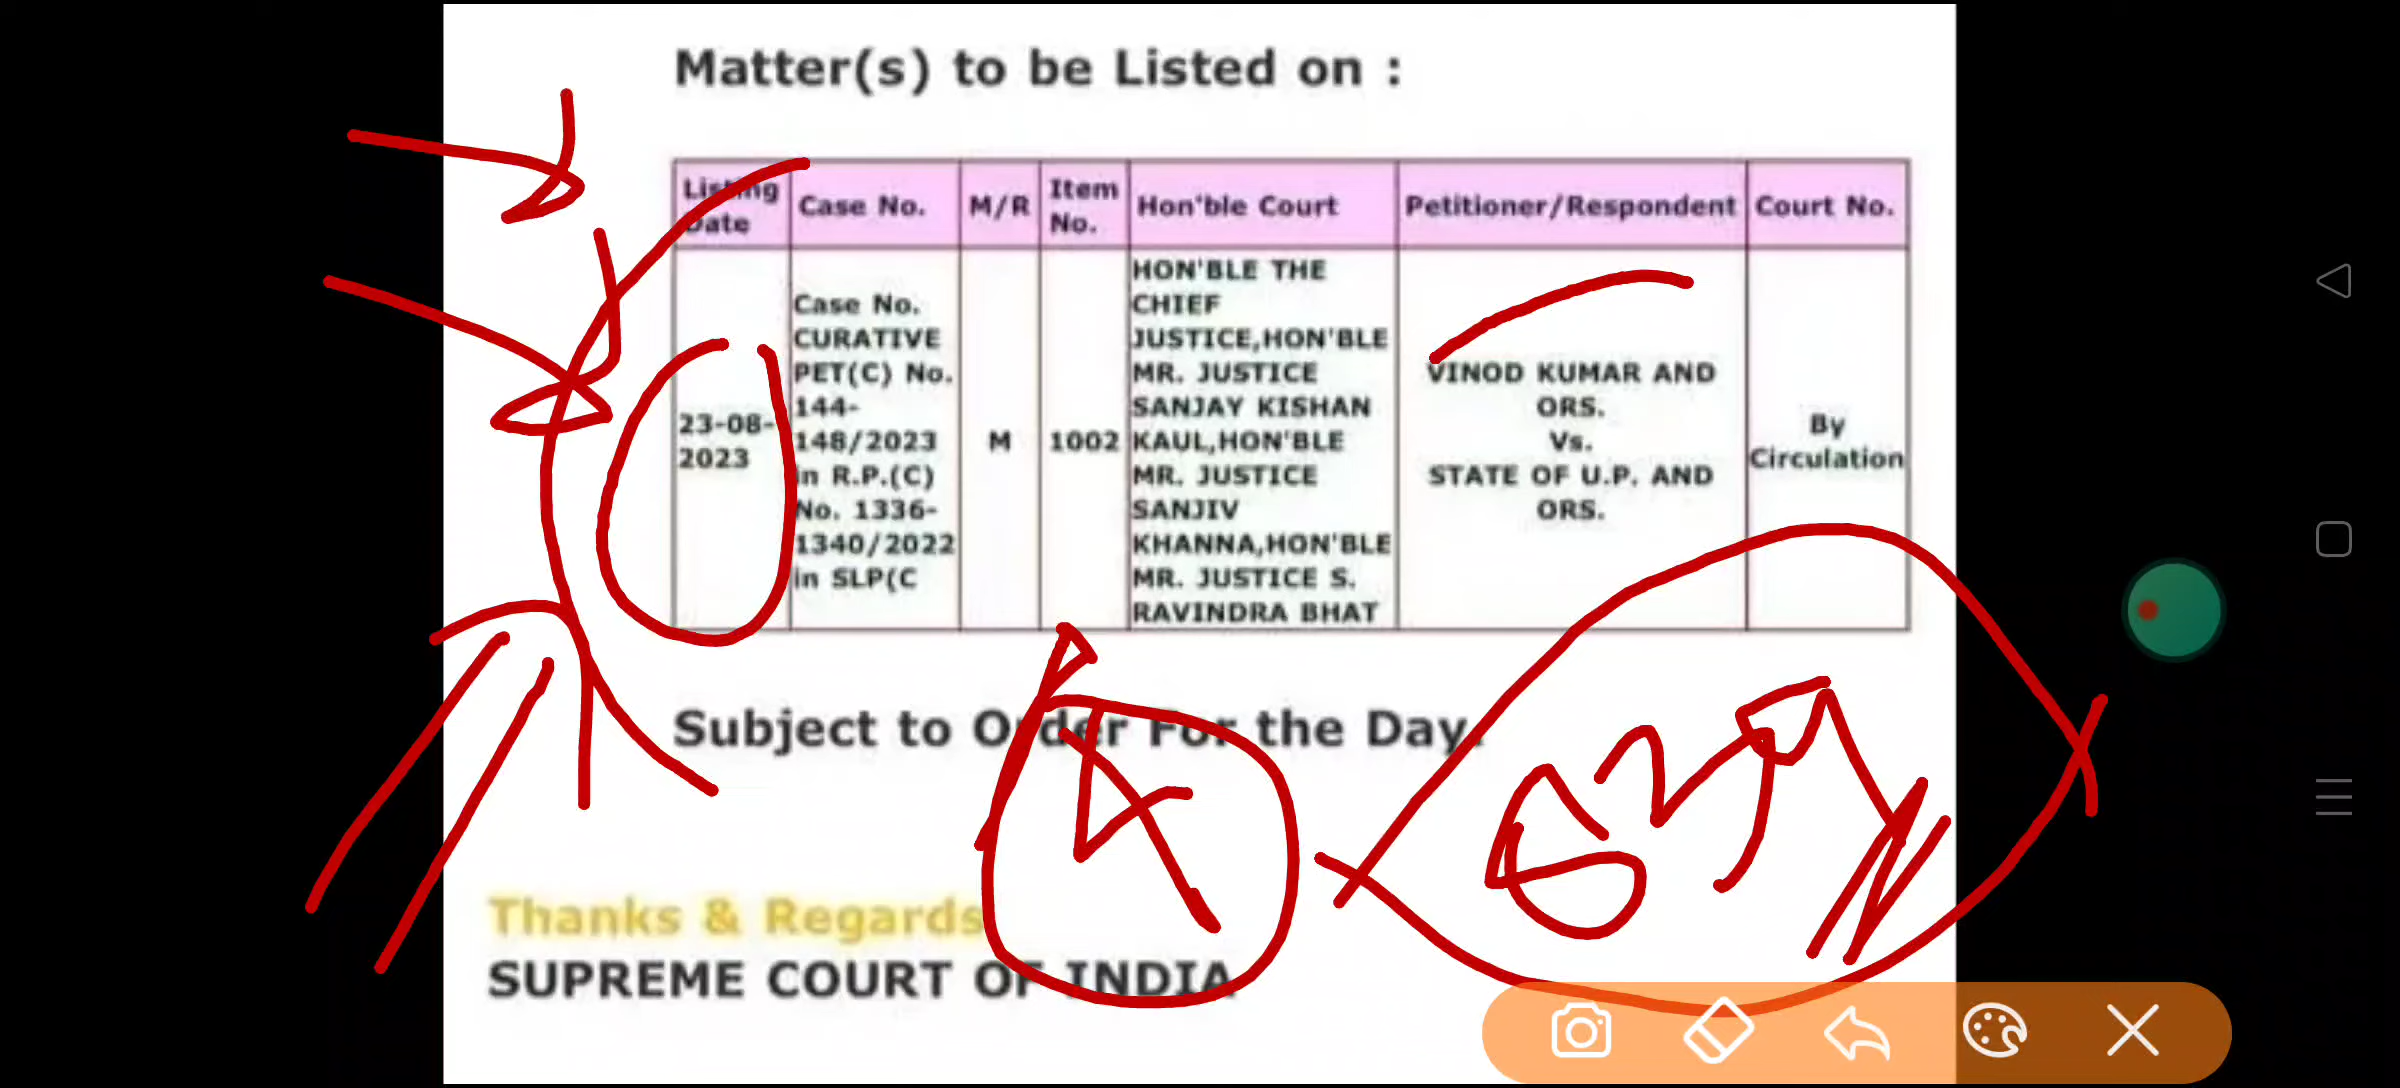 Matter(s) to be Listed on :
Listing Date Case No. M/R Item No. Hon'ble Court Petitioner/Respondent Court No.
23-08-
2023
Case No.
CURATIVE
PET(C) No.
144-
148/2023
in R.P.(C)
No. 1336-
1340/2022
in SLP(C
M
1002
HON'BLE THE
CHIEF
JUSTICE,HON'BLE
MR. JUSTICE
SANJAY KISHAN
KAUL,HON'BLE
MR. JUSTICE
SANJIV
KHANNA,HON'BLE
MR. JUSTICE S.
RAVINDRA BHAT
VINOD KUMAR AND
ORS.
Vs.
STATE OF U.P. AND
ORS.
By
Circulation
Subject to Order For the Day.
Thanks & Regards
SUPREME COURT OF INDIA